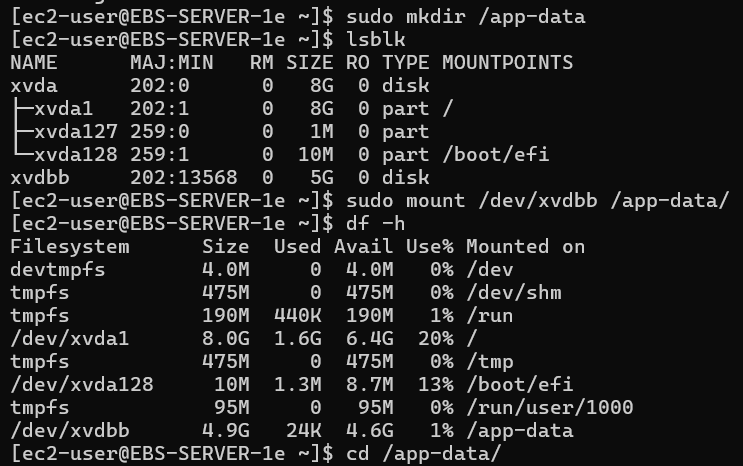 [ec2-user@EBS-SERVER-1e ~]$ sudo mkdir /app-data
[ec2-user@EBS-SERVER-1e ~]$ lsblk
NAME      MAJ:MIN   RM SIZE RO TYPE MOUNTPOINTS
xvda      202:0      0   8G  0 disk
├─xvda1   202:1      0   8G  0 part /
├─xvda127 259:0      0   1M  0 part
└─xvda128 259:1      0  10M  0 part /boot/efi
xvdbb     202:13568  0   5G  0 disk
[ec2-user@EBS-SERVER-1e ~]$ sudo mount /dev/xvdbb /app-data/
[ec2-user@EBS-SERVER-1e ~]$ df -h
Filesystem      Size  Used Avail Use% Mounted on
devtmpfs        4.0M     0  4.0M   0% /dev
tmpfs           475M     0  475M   0% /dev/shm
tmpfs           190M  440K  190M   1% /run
/dev/xvda1      8.0G  1.6G  6.4G  20% /
tmpfs           475M     0  475M   0% /tmp
/dev/xvda128     10M  1.3M  8.7M  13% /boot/efi
tmpfs            95M     0   95M   0% /run/user/1000
/dev/xvdbb      4.9G   24K  4.6G   1% /app-data
[ec2-user@EBS-SERVER-1e ~]$ cd /app-data/